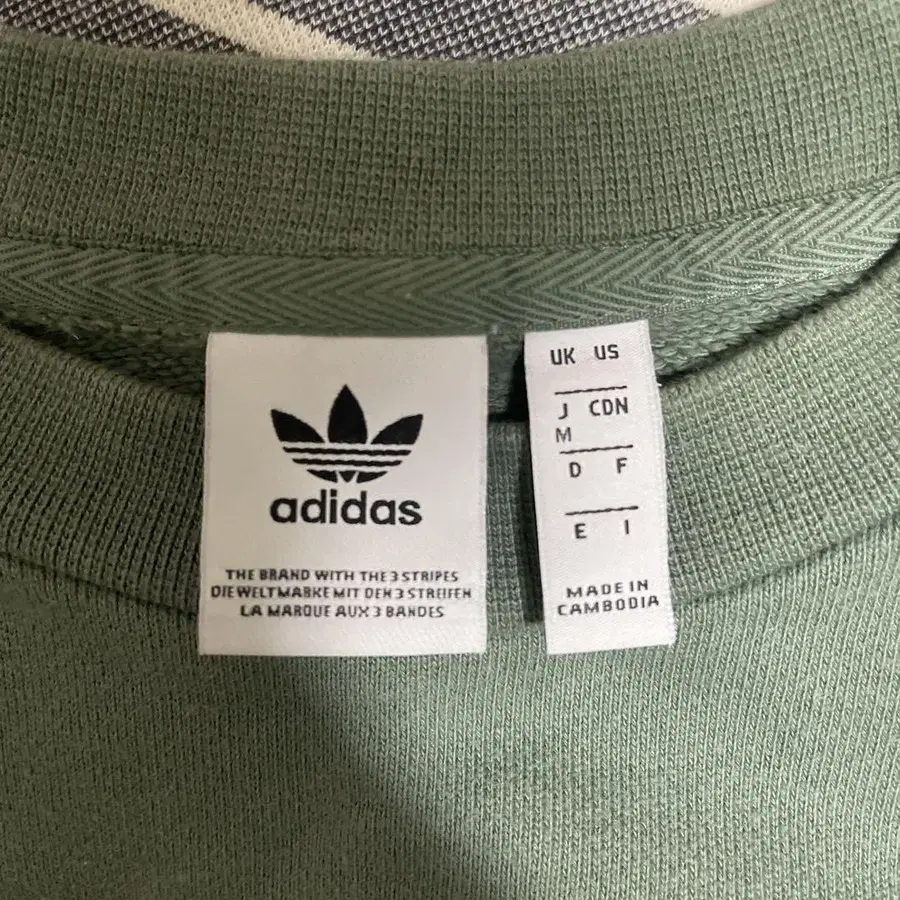 adidas
THE BRAND WITH THE 3 STRIPES
DIE WELTMARKE MIT DEN 3 STREIFEN
LA MARQUE AUX 3 BANDES
UK US
J CDN
M
D F
E I
MADE IN
CAMBODIA